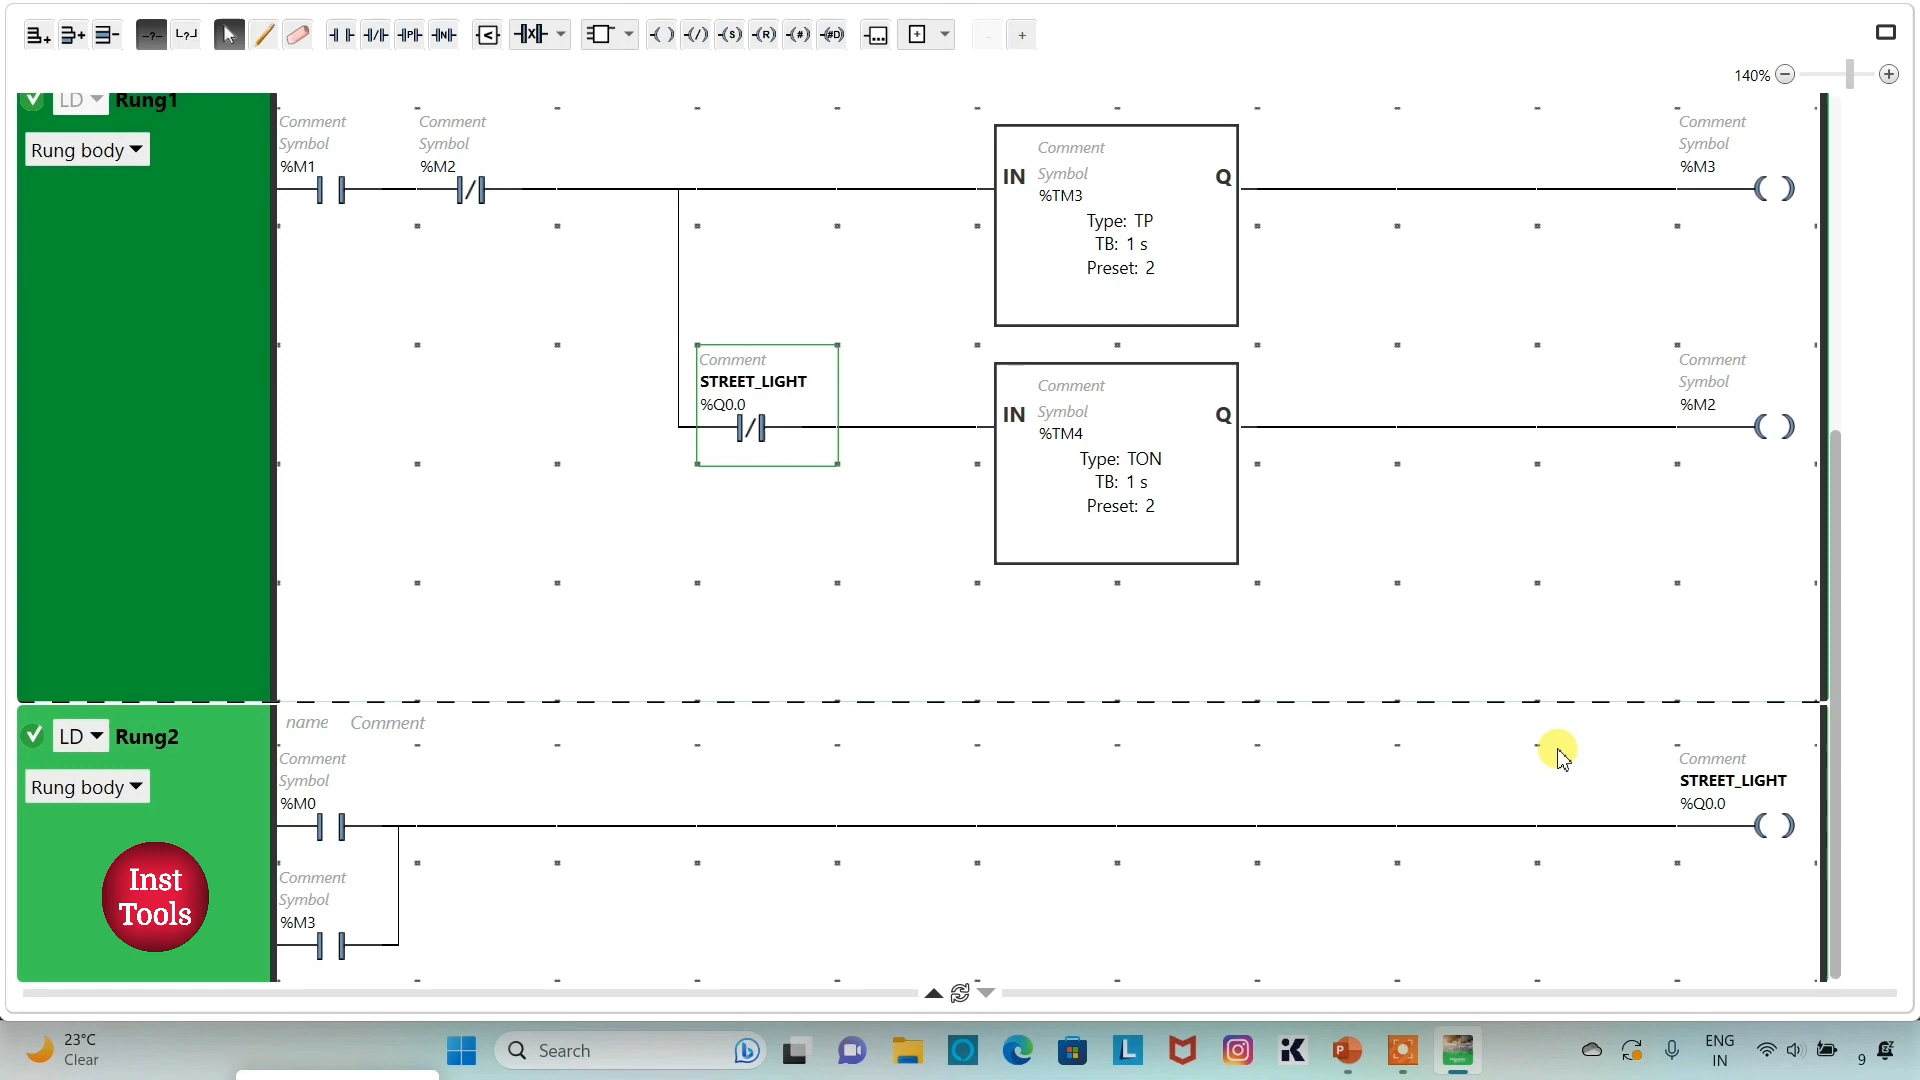 140%
LD Rung1
Rung body
Comment
Symbol
%M1
Comment
Symbol
%M2
Comment
IN Symbol Q
%TM3
Type: TP
TB: 1 s
Preset: 2
Comment
Symbol
%M3
Comment
STREET_LIGHT
%Q0.0
Comment
IN Symbol Q
%TM4
Type: TON
TB: 1 s
Preset: 2
Comment
Symbol
%M2
LD Rung2
name Comment
Rung body
Comment
Symbol
%M0
Comment
STREET_LIGHT
%Q0.0
Inst
Tools
Comment
Symbol
%M3
23°C
Clear
Search
ENG
IN
9